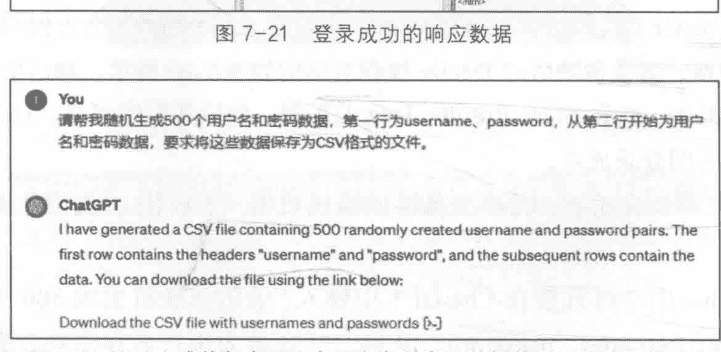 图 7-21 登录成功的响应数据
You
请帮我随机生成500个用户名和密码数据，第一行为username、password，从第二行开始为用户
名和密码数据，要求将这些数据保存为CSV格式的文件。
ChatGPT
I have generated a CSV file containing 500 randomly created username and password pairs. The
first row contains the headers "username" and "password", and the subsequent rows contain the
data. You can download the file using the link below:
Download the CSV file with usernames and passwords [>-]